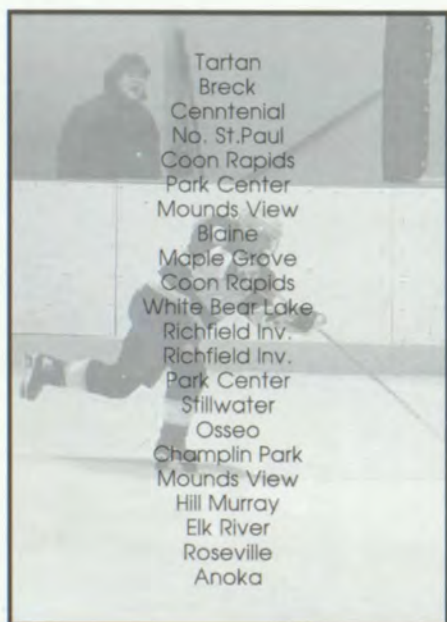 Tartan
Breck
Cenntenial
No. St.Paul
Coon Rapids
Park Center
Mounds View
Blaine
Maple Grove
Coon Rapids
White Bear Lake
Richfield Inv.
Richfield Inv.
Park Center
Stillwater
Osseo
Champlin Park
Mounds View
Hill Murray
Elk River
Roseville
Anoka